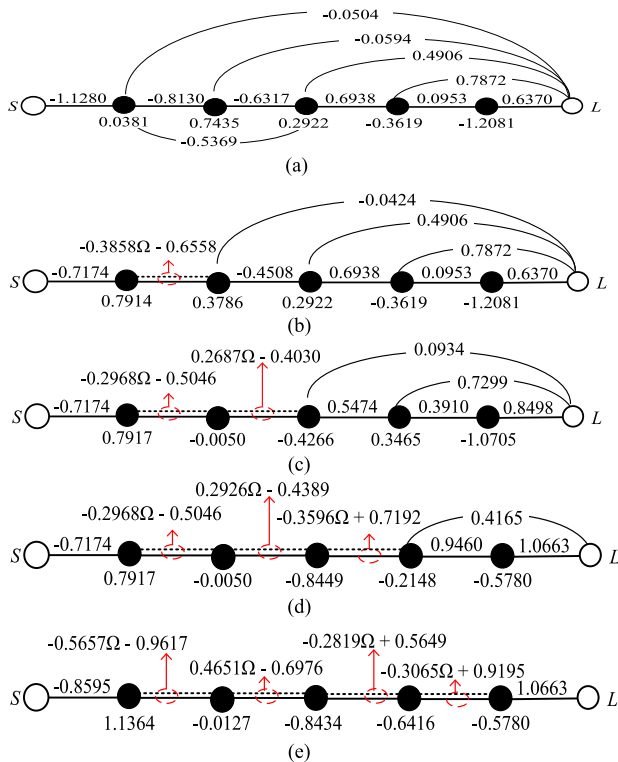 -0.0504
-0.0594
0.4906
0.7872
S -1.1280 -0.8130 -0.6317 0.6938 0.0953 0.6370 L
0.0381 0.7435 0.2922 -0.3619 -1.2081
-0.5369
(a)
-0.0424
0.4906
-0.3858Ω - 0.6558
0.7872
S -0.7174 -0.4508 0.6938 0.0953 0.6370 L
0.7914 0.3786 0.2922 -0.3619 -1.2081
(b)
0.2687Ω - 0.4030
0.0934
-0.2968Ω - 0.5046
0.7299
S -0.7174 0.5474 0.3910 0.8498 L
0.7917 -0.0050 -0.4266 0.3465 -1.0705
(c)
0.2926Ω - 0.4389
-0.2968Ω - 0.5046
-0.3596Ω + 0.7192
0.4165
S -0.7174 0.9460 1.0663 L
0.7917 -0.0050 -0.8449 -0.2148 -0.5780
(d)
-0.5657Ω - 0.9617
-0.2819Ω + 0.5649
0.4651Ω - 0.6976
-0.3065Ω + 0.9195
S -0.8595 1.0663 L
1.1364 -0.0127 -0.8434 -0.6416 -0.5780
(e)